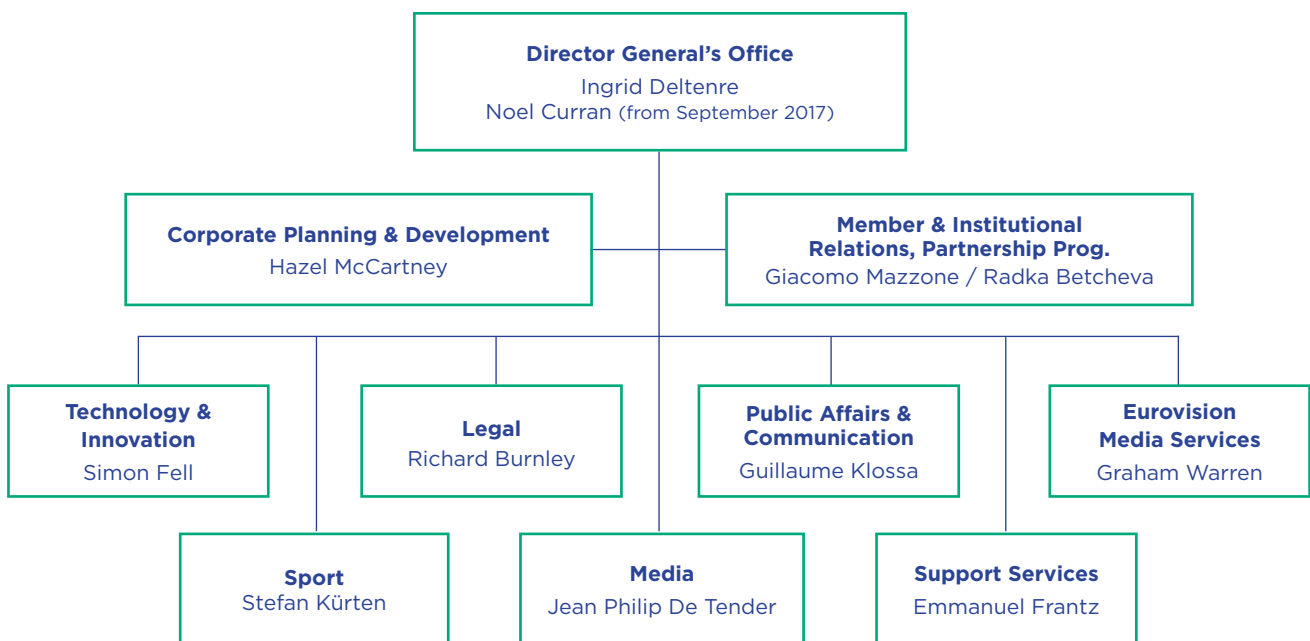 Director General’s Office
Ingrid Deltenre
Noel Curran (from September 2017)
Corporate Planning & Development
Hazel McCartney
Member & Institutional
Relations, Partnership Prog.
Giacomo Mazzone / Radka Betcheva
Technology &
Innovation
Simon Fell
Legal
Richard Burnley
Public Affairs &
Communication
Guillaume Klossa
Eurovision
Media Services
Graham Warren
Sport
Stefan Kürten
Media
Jean Philip De Tender
Support Services
Emmanuel Frantz